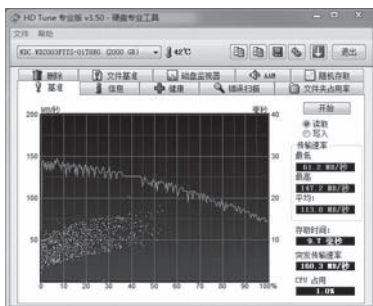 HD Tune 专业版 v3.50 - 硬盘专业工具
文件 帮助
WDC WD2003FYYS-01T8B0 (2000 GB) 42℃ 退出
删除 文件基准 磁盘监视器 AAM 随机存取
基准 信息 健康 错误扫描 文件夹占用率
200 MB/秒 毫秒 40
150 30
100 20
50 10
0 10 20 30 40 50 60 70 80 90 100%
开始
读取
写入
传输速率
最低
61.2 MB/秒
最高
147.2 MB/秒
平均:
113.0 MB/秒
存取时间:
9.7 毫秒
突发传输速率
160.3 MB/秒
CPU 占用
1.0%